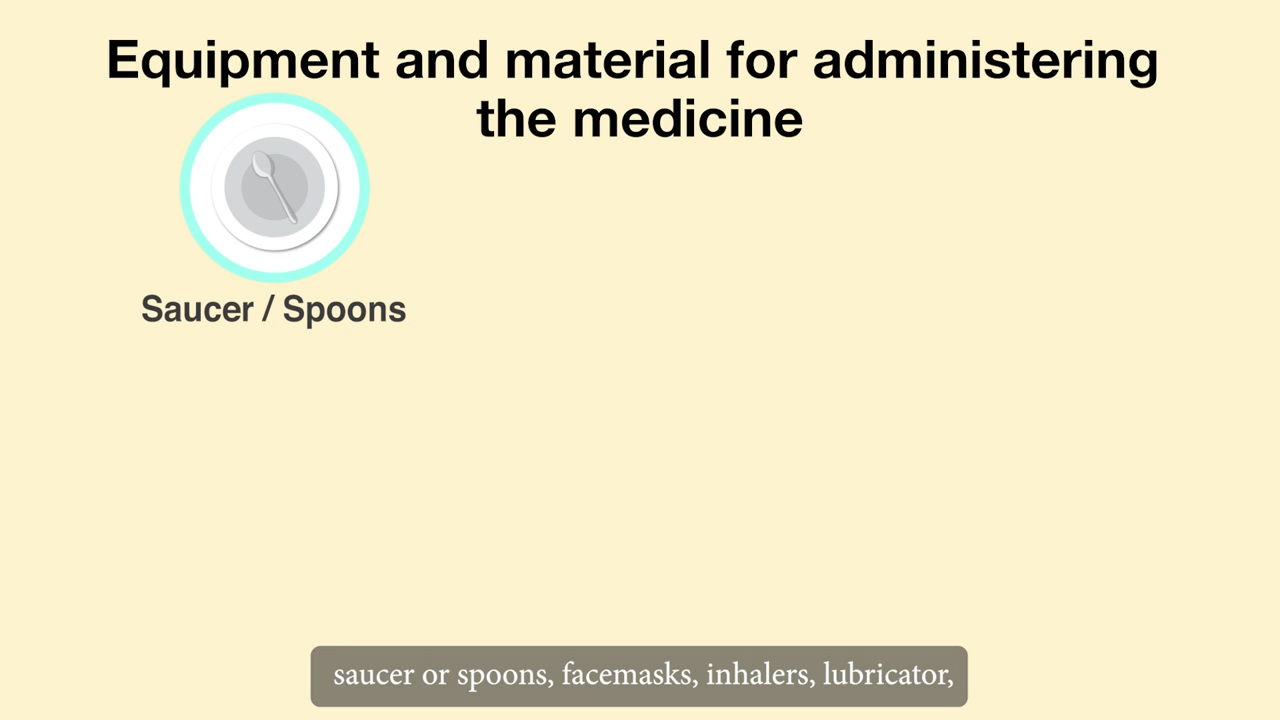 Equipment and material for administering
the medicine
Saucer / Spoons
saucer or spoons, facemasks, inhalers, lubricator,